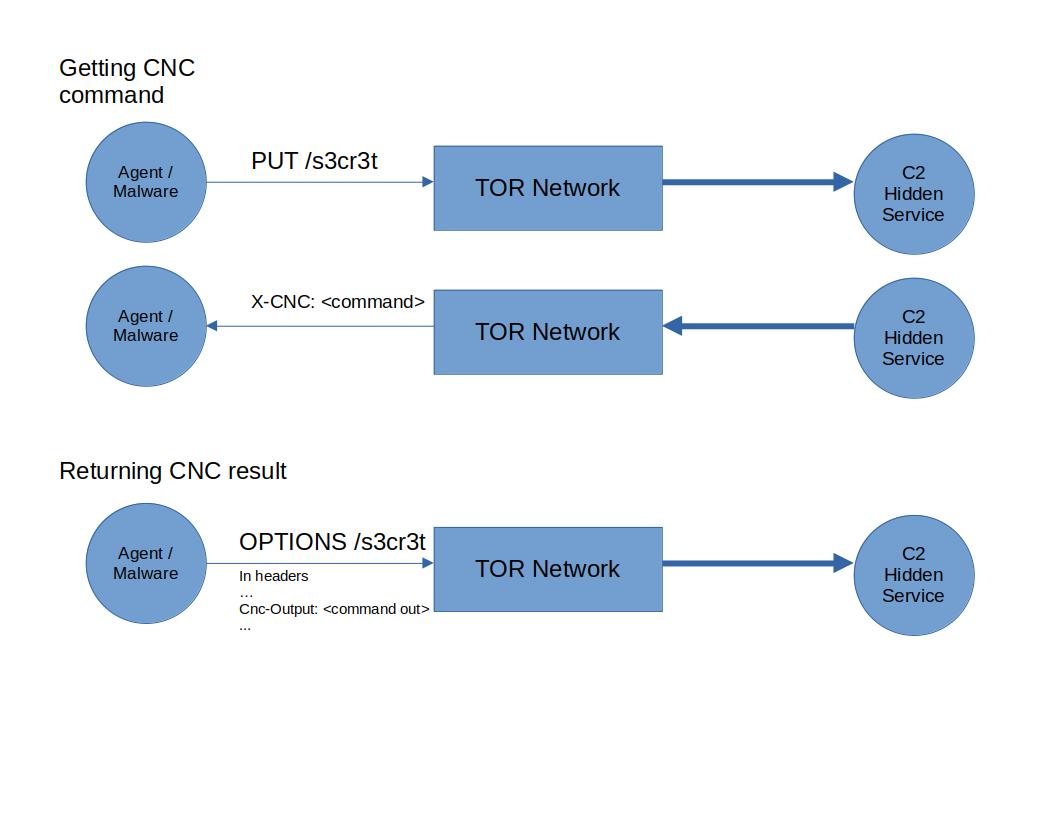 Getting CNC
command
Agent /
Malware
PUT /s3cr3t
TOR Network
C2
Hidden
Service
Agent /
Malware
X-CNC: <command>
TOR Network
C2
Hidden
Service
Returning CNC result
Agent /
Malware
OPTIONS /s3cr3t
In headers
...
Cnc-Output: <command out>
...
TOR Network
C2
Hidden
Service